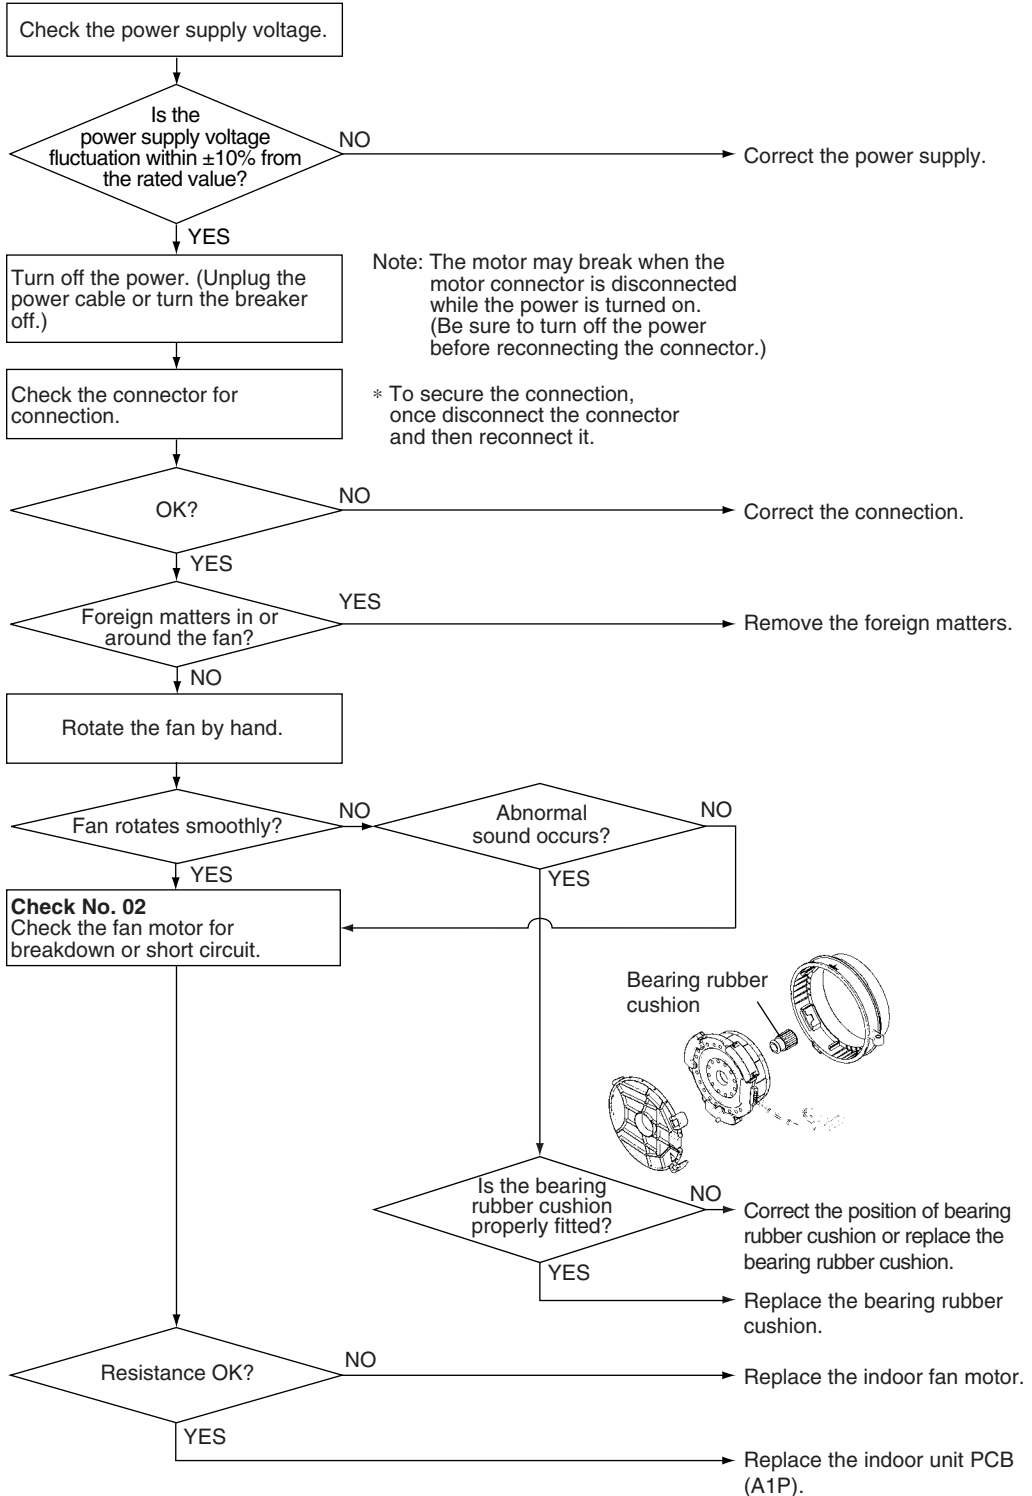 Check the power supply voltage.
Is the
power supply voltage
fluctuation within ±10% from
the rated value?
NO
Correct the power supply.
YES
Turn off the power. (Unplug the
power cable or turn the breaker
off.)
Note: The motor may break when the
motor connector is disconnected
while the power is turned on.
(Be sure to turn off the power
before reconnecting the connector.)
Check the connector for
connection.
* To secure the connection,
once disconnect the connector
and then reconnect it.
OK?
NO
Correct the connection.
YES
Foreign matters in or
around the fan?
YES
Remove the foreign matters.
NO
Rotate the fan by hand.
Fan rotates smoothly?
NO
Abnormal
sound occurs?
NO
YES
YES
Check No. 02
Check the fan motor for
breakdown or short circuit.
Bearing rubber
cushion
Is the bearing
rubber cushion
properly fitted?
NO
Correct the position of bearing
rubber cushion or replace the
bearing rubber cushion.
YES
Replace the bearing rubber
cushion.
Resistance OK?
NO
Replace the indoor fan motor.
YES
Replace the indoor unit PCB
(A1P).